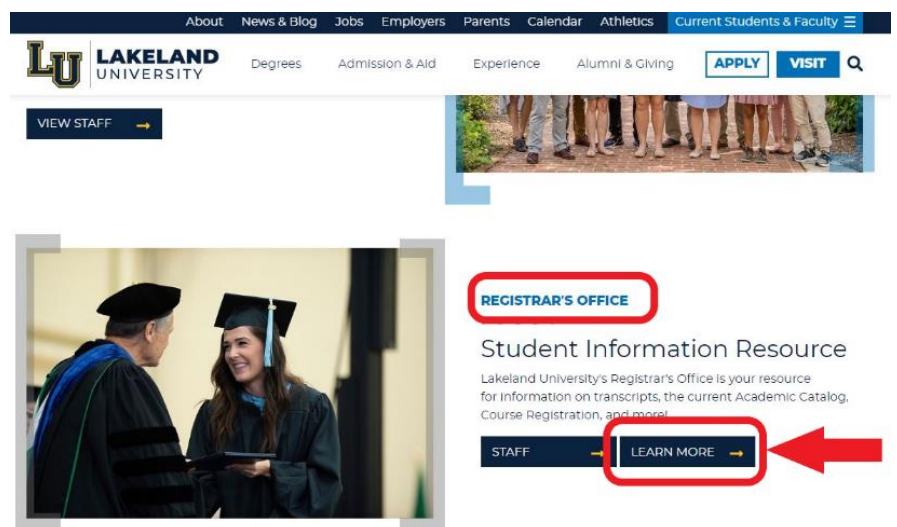 About News & Blog Jobs Employers Parents Calendar Athletics Current Students & Faculty
LU LAKELAND UNIVERSITY
Degrees Admission & Aid Experience Alumni & Giving APPLY VISIT
VIEW STAFF
REGISTRAR'S OFFICE
Student Information Resource
Lakeland University's Registrar's Office is your resource
for information on transcripts, the current Academic Catalog,
Course Registration, and more!
STAFF LEARN MORE